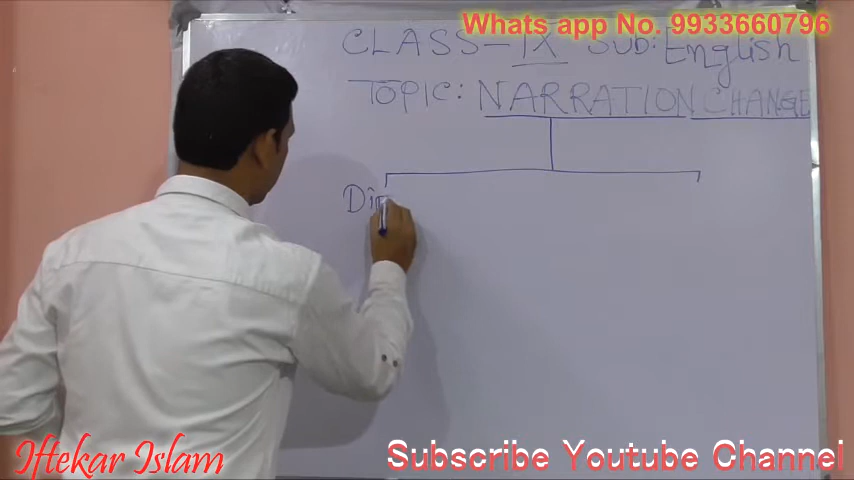 Whats app No. 9933660796
CLASS - IX SUB: English
TOPIC: NARRATION CHANGE
Dir
Iftekar Islam
Subscribe Youtube Channel !